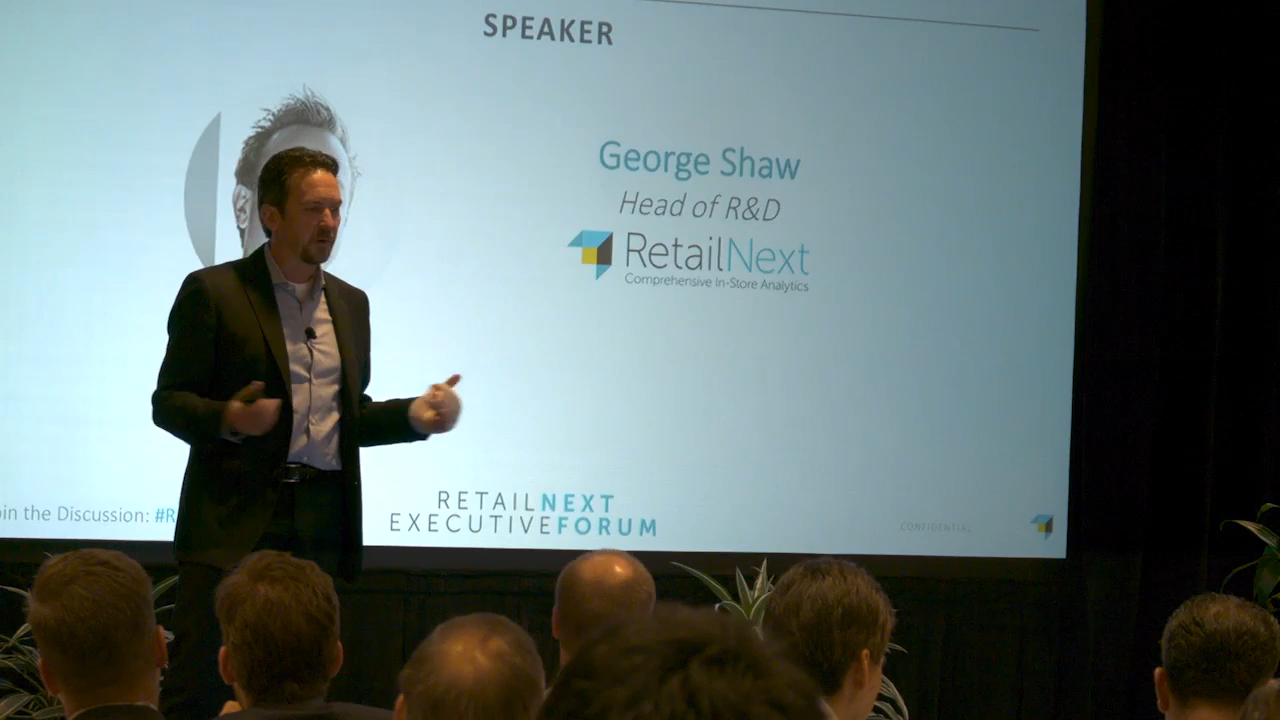 SPEAKER
George Shaw
Head of R&D
RetailNext
Comprehensive In-Store Analytics
RETAILNEXT
EXECUTIVEFORUM
in the Discussion: #R
CONFIDENTIAL